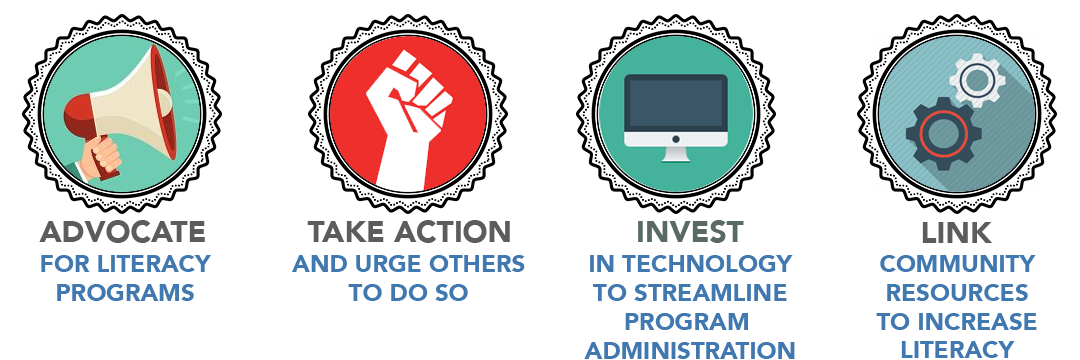 ADVOCATE
FOR LITERACY
PROGRAMS
TAKE ACTION
AND URGE OTHERS
TO DO SO
INVEST
IN TECHNOLOGY
TO STREAMLINE
PROGRAM
ADMINISTRATION
LINK
COMMUNITY
RESOURCES
TO INCREASE
LITERACY